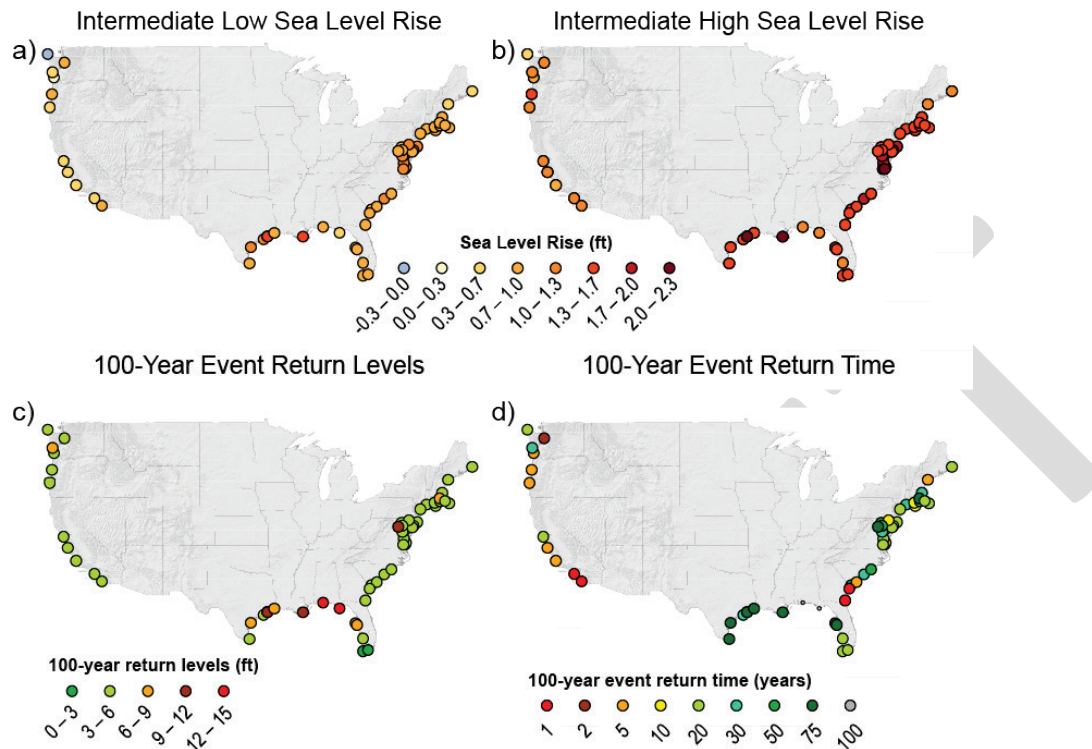 Intermediate Low Sea Level Rise
Intermediate High Sea Level Rise
a)
b)
Sea Level Rise (ft)
-0.3 – 0.0
0.0 – 0.3
0.3 – 0.7
0.7 – 1.0
1.0 – 1.3
1.3 – 1.7
1.7 – 2.0
2.0 – 2.3
100-Year Event Return Levels
100-Year Event Return Time
c)
d)
100-year return levels (ft)
0 – 3
3 – 6
6 – 9
9 – 12
12 – 15
100-year event return time (years)
1
2
5
10
20
30
50
75
100